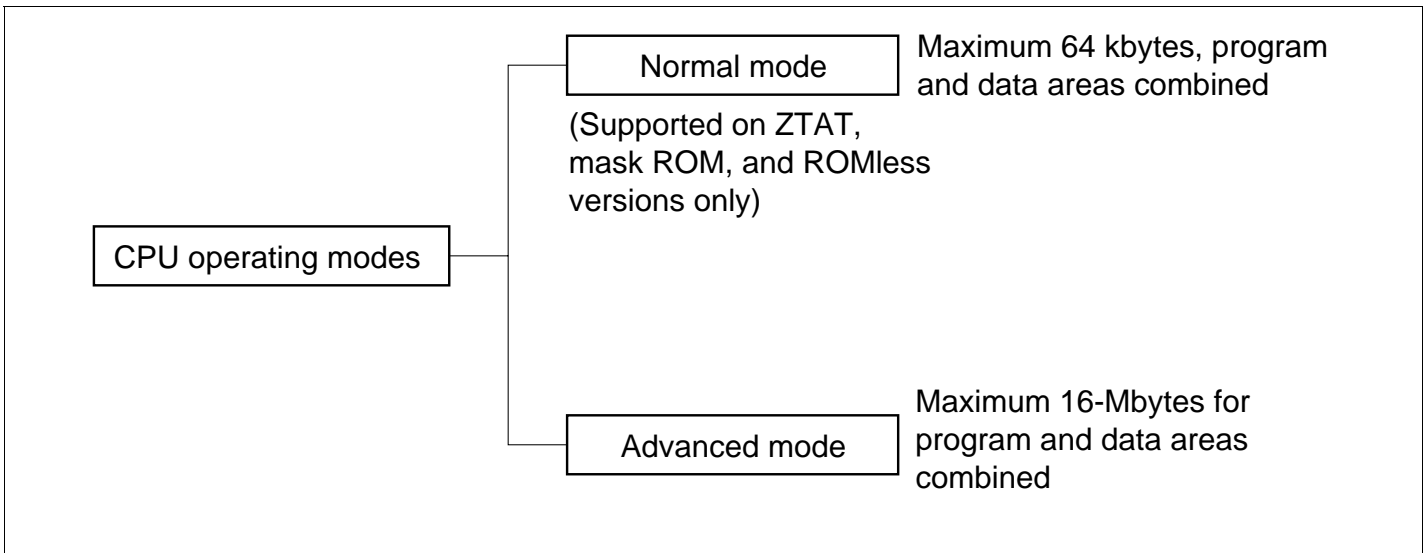 Normal mode
Maximum 64 kbytes, program
and data areas combined
(Supported on ZTAT,
mask ROM, and ROMless
versions only)
CPU operating modes
Advanced mode
Maximum 16-Mbytes for
program and data areas
combined